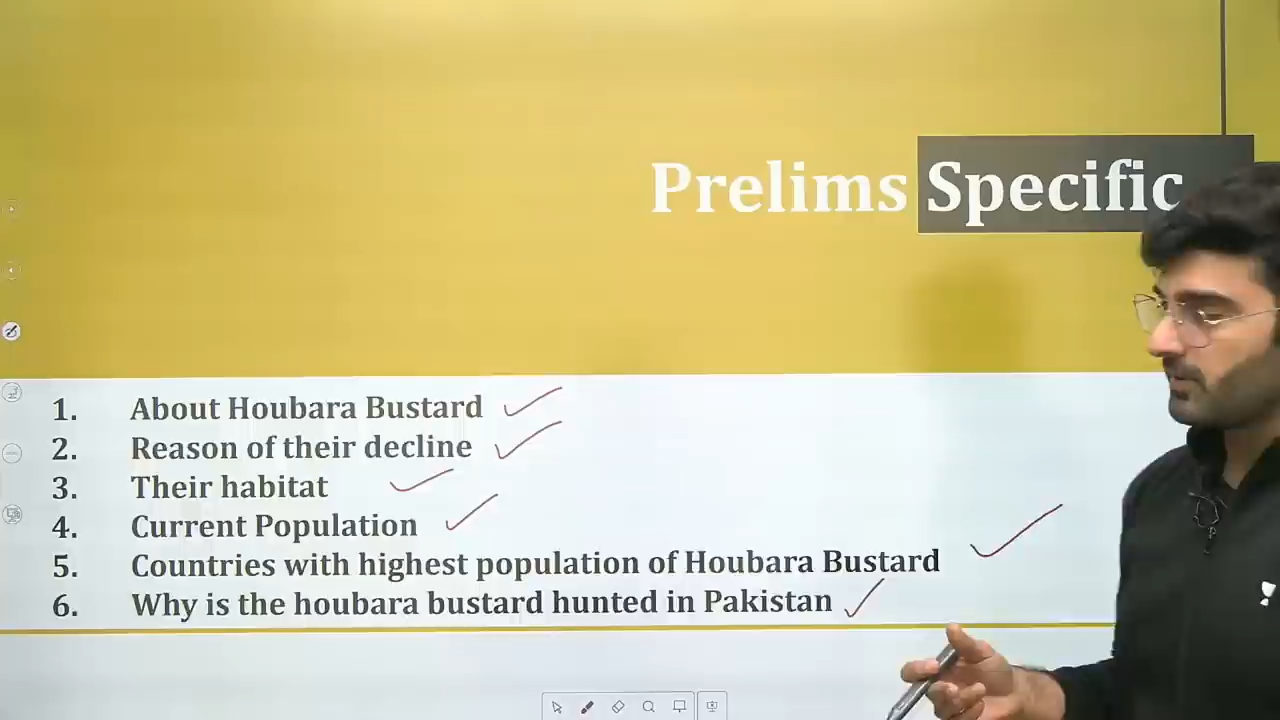 Prelims Specific
1. About Houbara Bustard
2. Reason of their decline
3. Their habitat
4. Current Population
5. Countries with highest population of Houbara Bustard
6. Why is the houbara bustard hunted in Pakistan